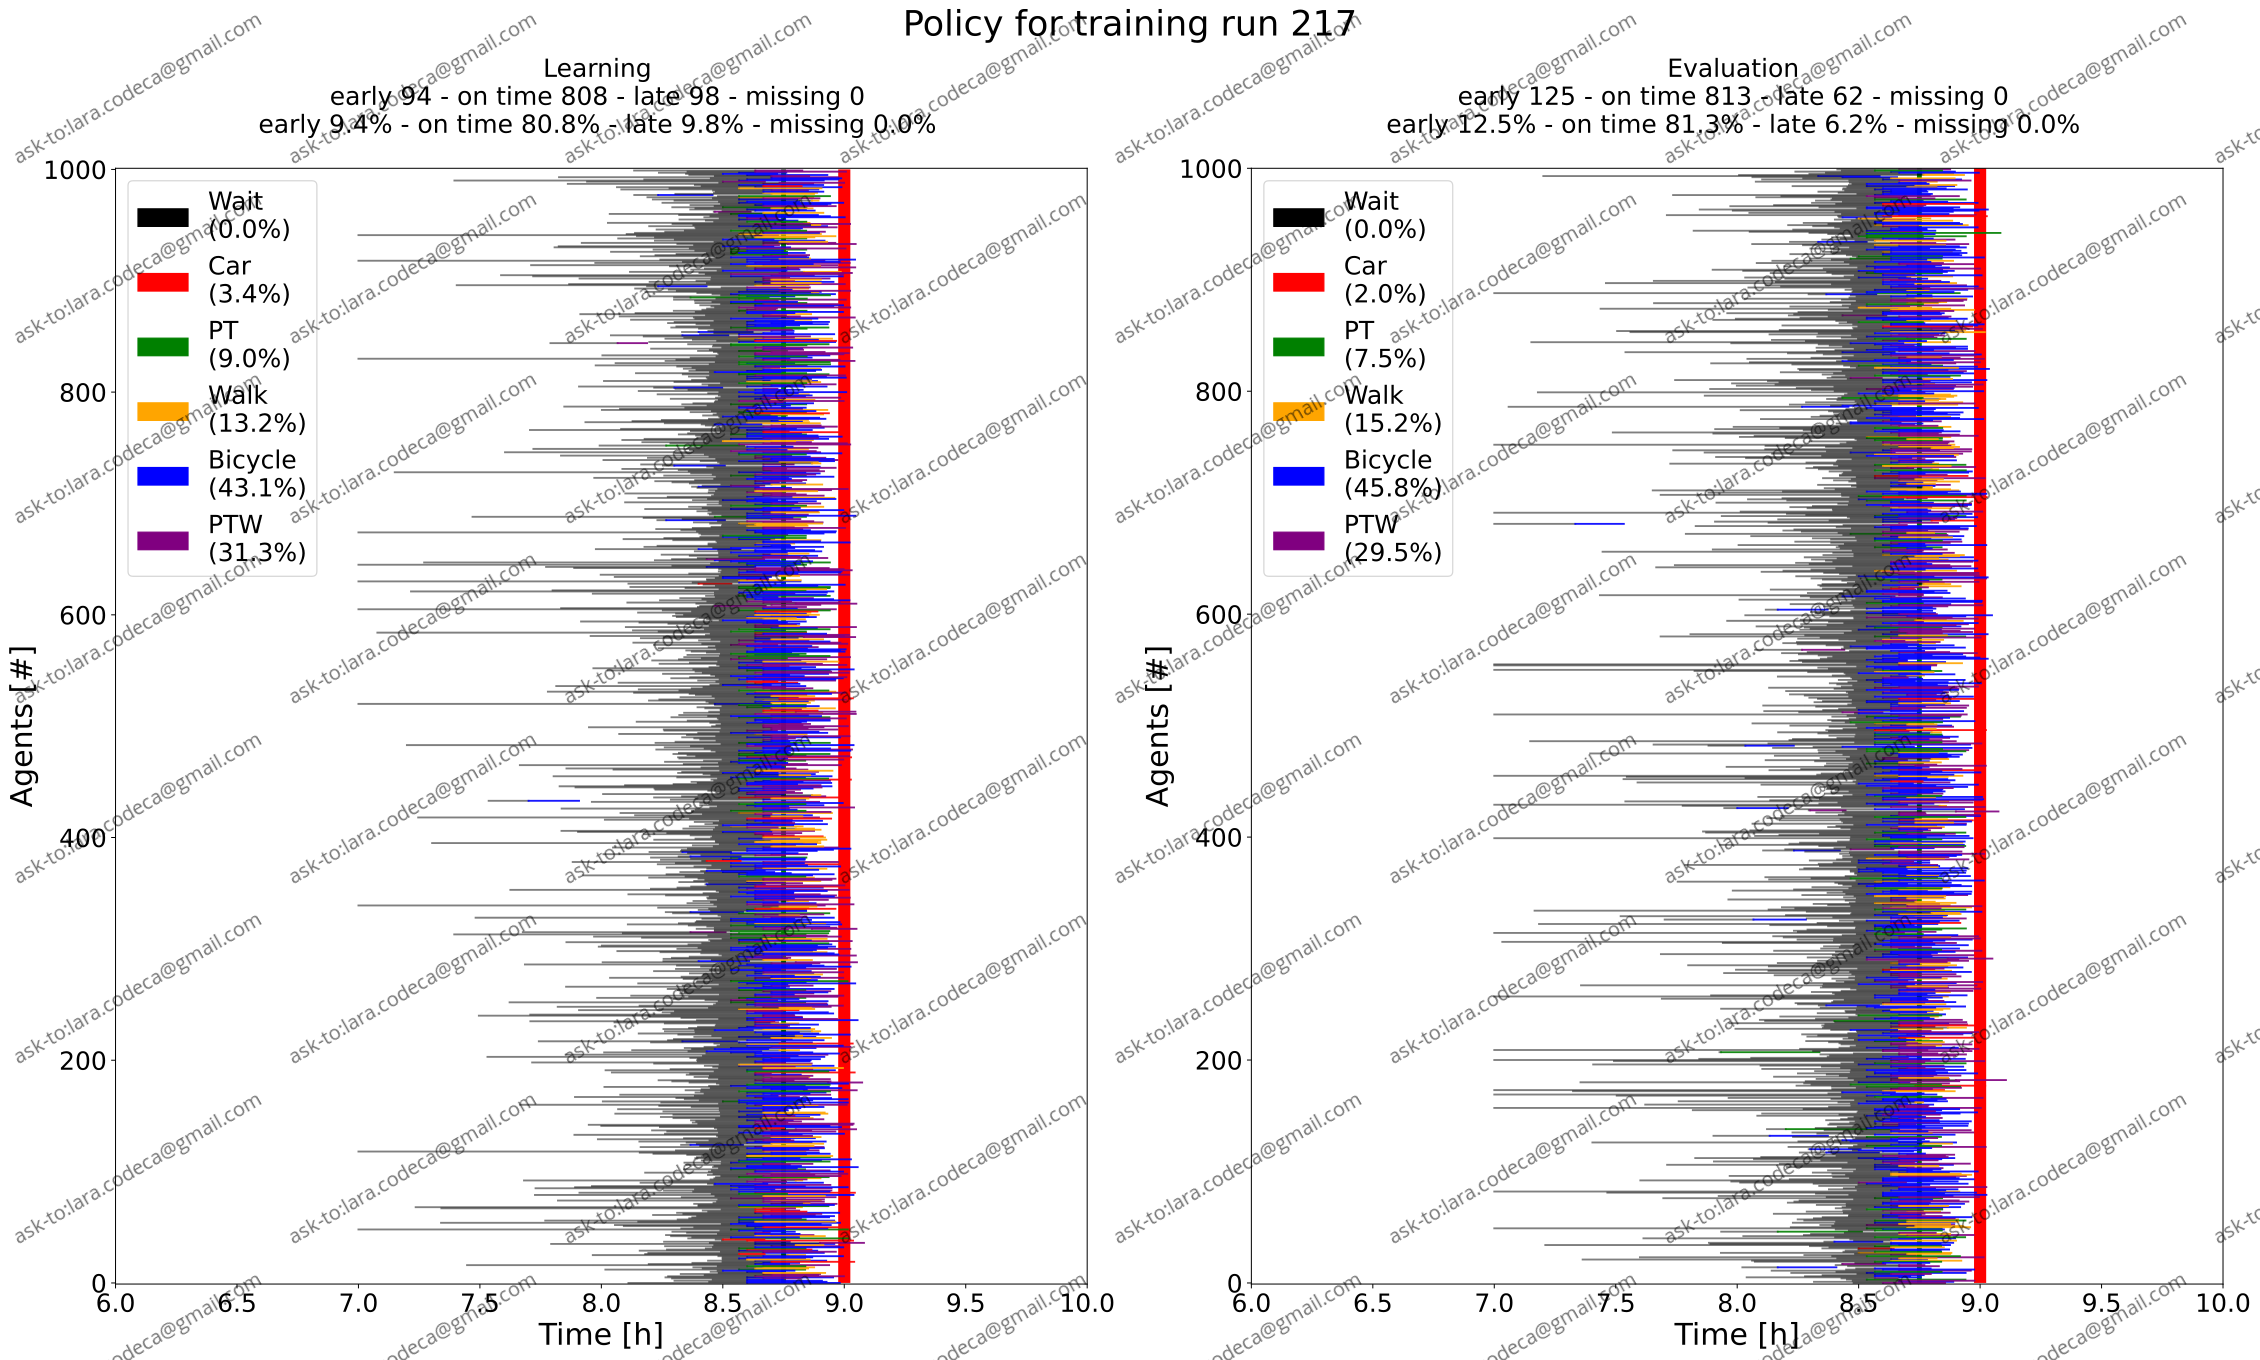 Policy for training run 217
Learning
early 94 - on time 808 - late 98 - missing 0
early 9.4% - on time 80.8% - late 9.8% - missing 0.0%
1000
800
600
400
200
0
Agents [#]
Wait
(0.0%)
Car
(3.4%)
PT
(9.0%)
Walk
(13.2%)
Bicycle
(43.1%)
PTW
(31.3%)
6.0 6.5 7.0 7.5 8.0 8.5 9.0 9.5 10.0
Time [h]
Evaluation
early 125 - on time 813 - late 62 - missing 0
early 12.5% - on time 81.3% - late 6.2% - missing 0.0%
1000
800
600
400
200
0
Agents [#]
Wait
(0.0%)
Car
(2.0%)
PT
(7.5%)
Walk
(15.2%)
Bicycle
(45.8%)
PTW
(29.5%)
6.0 6.5 7.0 7.5 8.0 8.5 9.0 9.5 10.0
Time [h]
ask-to:lara.codeca@gmail.com